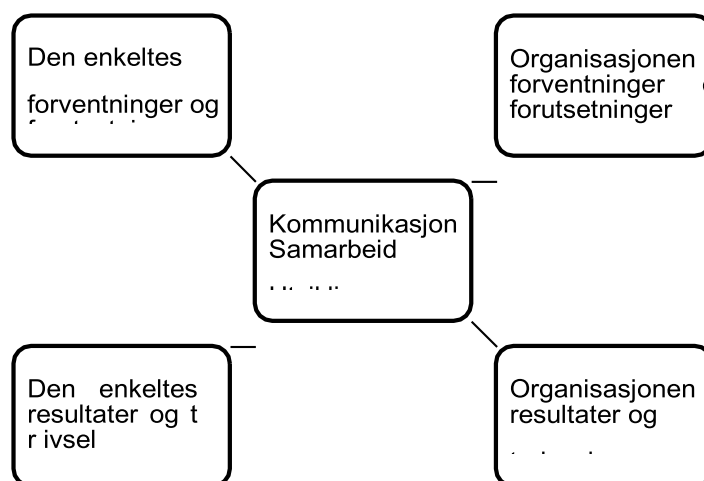 Den enkeltes
forventninger og
Organisasjonen
forventninger
forutsetninger
Kommunikasjon
Samarbeid
Den enkeltes
resultater og t
r ivsel
Organisasjonen
resultater og